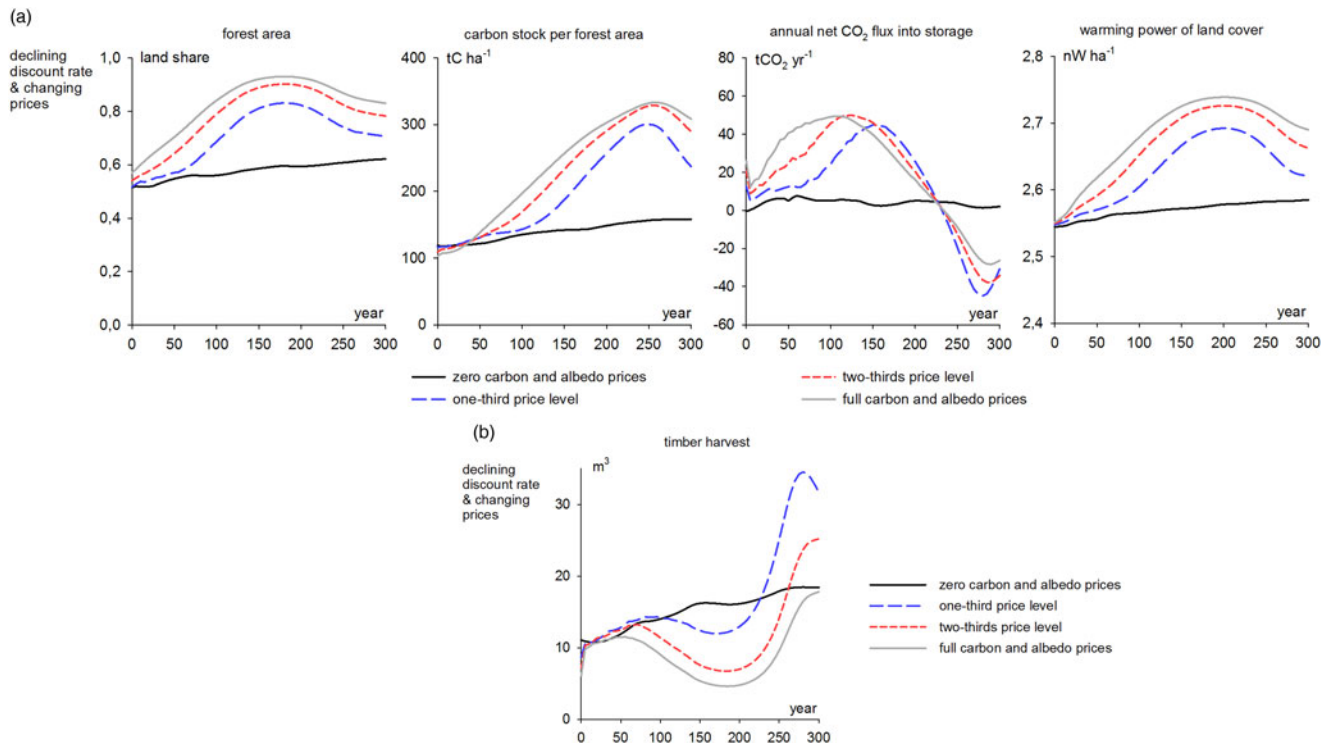 (a)
forest area
carbon stock per forest area
annual net CO2 flux into storage
warming power of land cover
declining
discount rate
& changing
prices
land share
tC ha-1
tCO2 yr-1
nW ha-1
1,0
0,8
0,6
0,4
0,2
0,0
year
0 50 100 150 200 250 300
400
300
200
100
0
year
0 50 100 150 200 250 300
80
60
40
20
0
-20
-40
-60
year
0 50 100 150 200 250 300
2,8
2,7
2,6
2,5
2,4
year
0 50 100 150 200 250 300
zero carbon and albedo prices
two-thirds price level
one-third price level
full carbon and albedo prices
(b)
timber harvest
declining
discount rate
& changing
prices
m3
30
20
10
0
year
0 50 100 150 200 250 300
zero carbon and albedo prices
one-third price level
two-thirds price level
full carbon and albedo prices